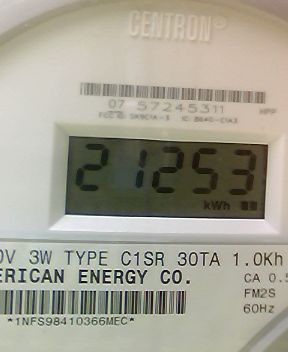 CENTRON®
07 57245311
21253
kWh
0V 3W TYPE C1SR 30TA 1.0Kh
ERICAN ENERGY CO.
CA 0.5
FM2S
60Hz
*1NFS98410366MEC*